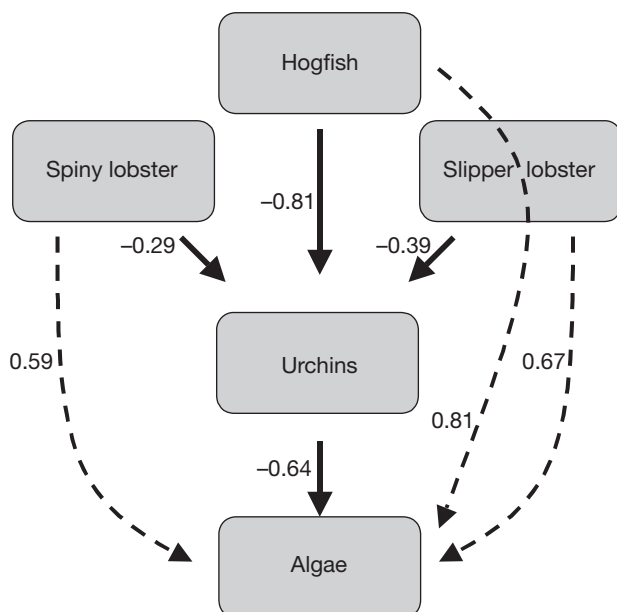 Hogfish
Spiny lobster
Slipper lobster
–0.81
–0.29
–0.39
0.59
Urchins
0.67
0.81
–0.64
Algae